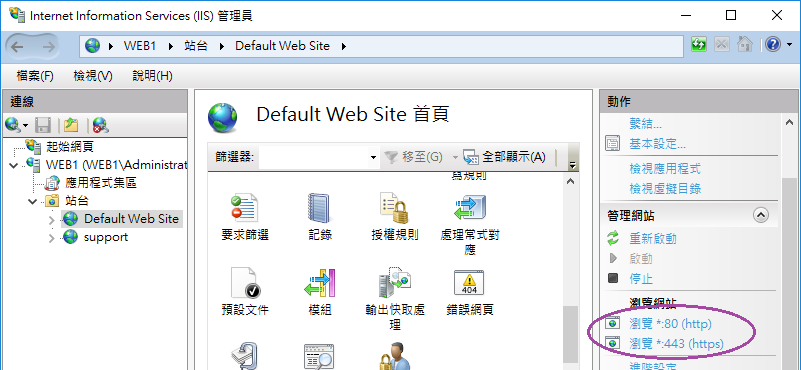 Internet Information Services (IIS) 管理員
WEB1 站台 Default Web Site
檔案(F) 檢視(V) 說明(H)
連線
起始網頁
WEB1 (WEB1\Administrat
應用程式集區
站台
Default Web Site
support
Default Web Site 首頁
篩選器: 移至(G) 全部顯示(A)
為規則
要求篩選 記錄 授權規則 處理常式對
應
404
預設文件 模組 輸出快取處 錯誤網頁
理
動作
繫結...
基本設定...
檢視應用程式
檢視虛擬目錄
管理網站
重新啟動
啟動
停止
瀏覽網站
瀏覽 *:80 (http)
瀏覽 *:443 (https)
進階設定